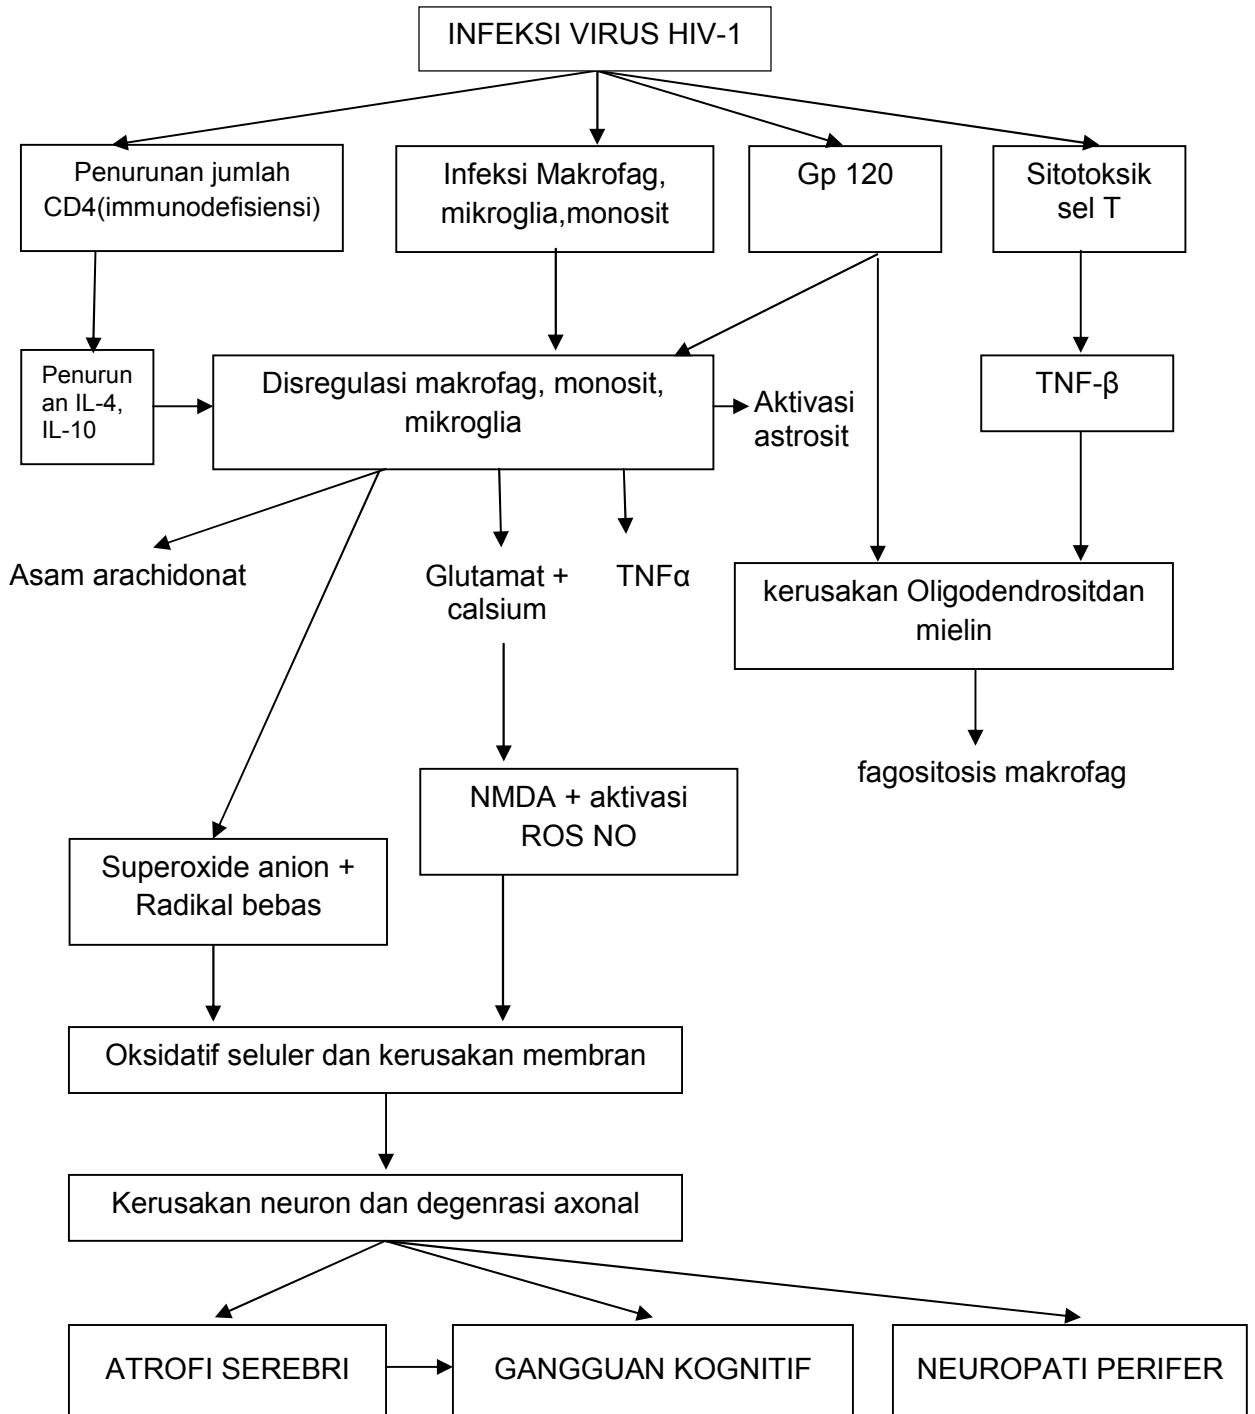 INFEKSI VIRUS HIV-1
Penurunan jumlah
CD4(immunodefisiensi)
Infeksi Makrofag,
mikroglia,monosit
Gp 120
Sitotoksik
sel T
Penurun
an IL-4,
IL-10
Disregulasi makrofag, monosit,
mikroglia
Aktivasi
astrosit
TNF-β
Asam arachidonat
Glutamat +
calsium
TNFα
kerusakan Oligodendrositdan
mielin
fagositosis makrofag
NMDA + aktivasi
ROS NO
Superoxide anion +
Radikal bebas
Oksidatif seluler dan kerusakan membran
Kerusakan neuron dan degenrasi axonal
ATROFI SEREBRI
GANGGUAN KOGNITIF
NEUROPATI PERIFER